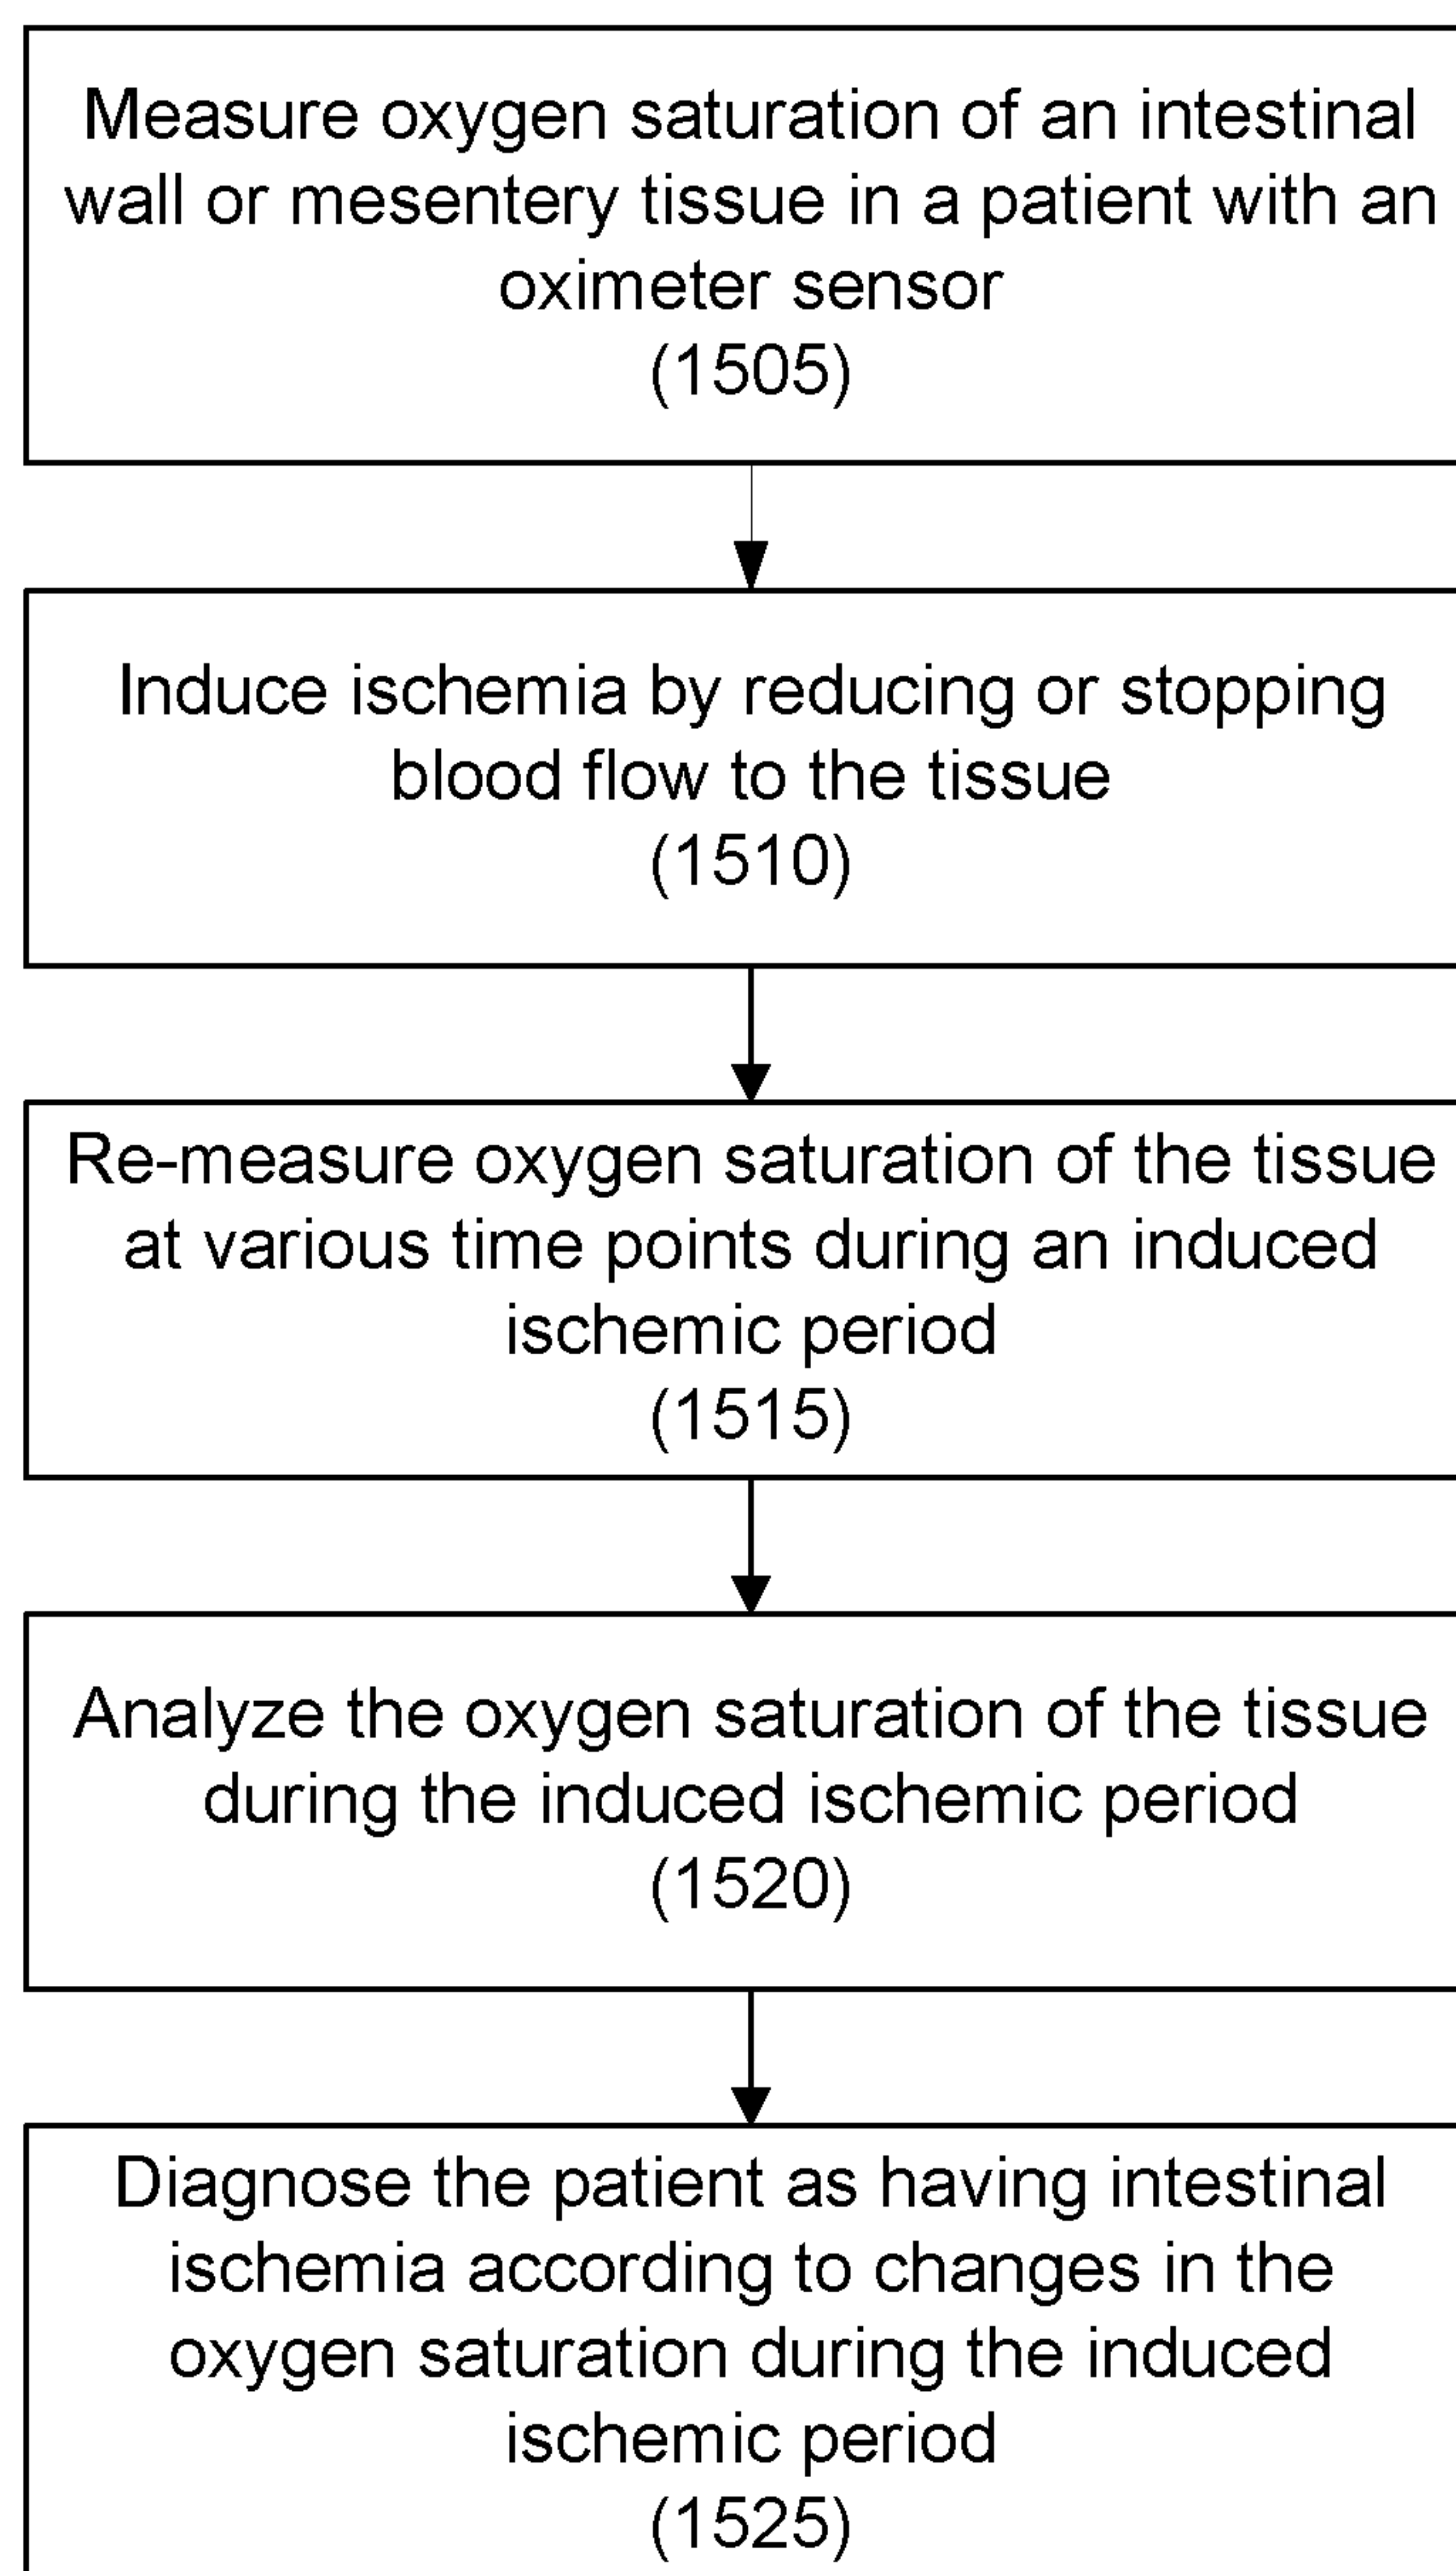 Measure oxygen saturation of an intestinal
wall or mesentery tissue in a patient with an
oximeter sensor
(1505)
Induce ischemia by reducing or stopping
blood flow to the tissue
(1510)
Re-measure oxygen saturation of the tissue
at various time points during an induced
ischemic period
(1515)
Analyze the oxygen saturation of the tissue
during the induced ischemic period
(1520)
Diagnose the patient as having intestinal
ischemia according to changes in the
oxygen saturation during the induced
ischemic period
(1525)